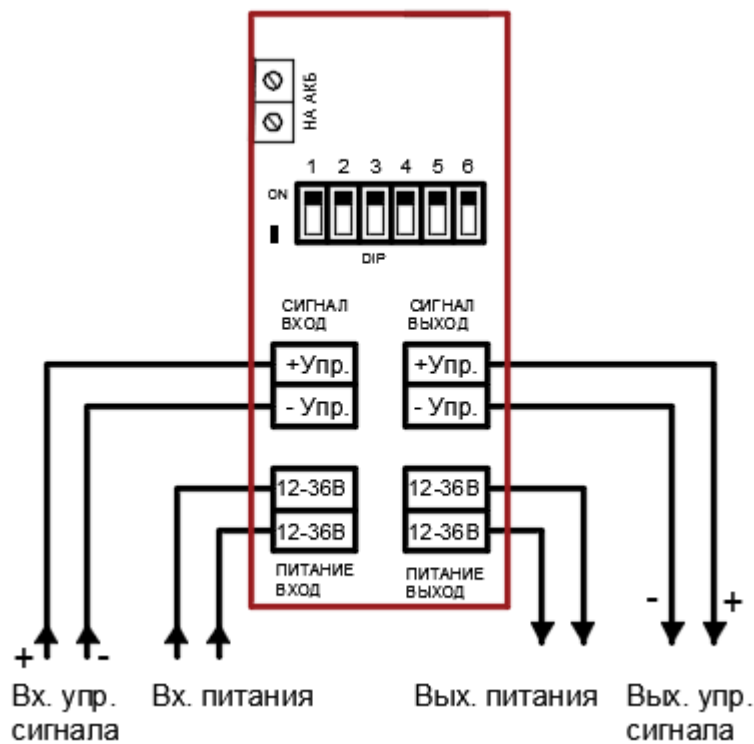 НА АКБ
1 2 3 4 5 6
ON
DIP
СИГНАЛ
ВХОД
СИГНАЛ
ВЫХОД
+Упр.
- Упр.
+Упр.
- Упр.
12-36В
12-36В
12-36В
12-36В
ПИТАНИЕ
ВХОД
ПИТАНИЕ
ВЫХОД
+ -
- +
Вх. упр.
сигнала
Вх. питания
Вых. питания
Вых. упр.
сигнала